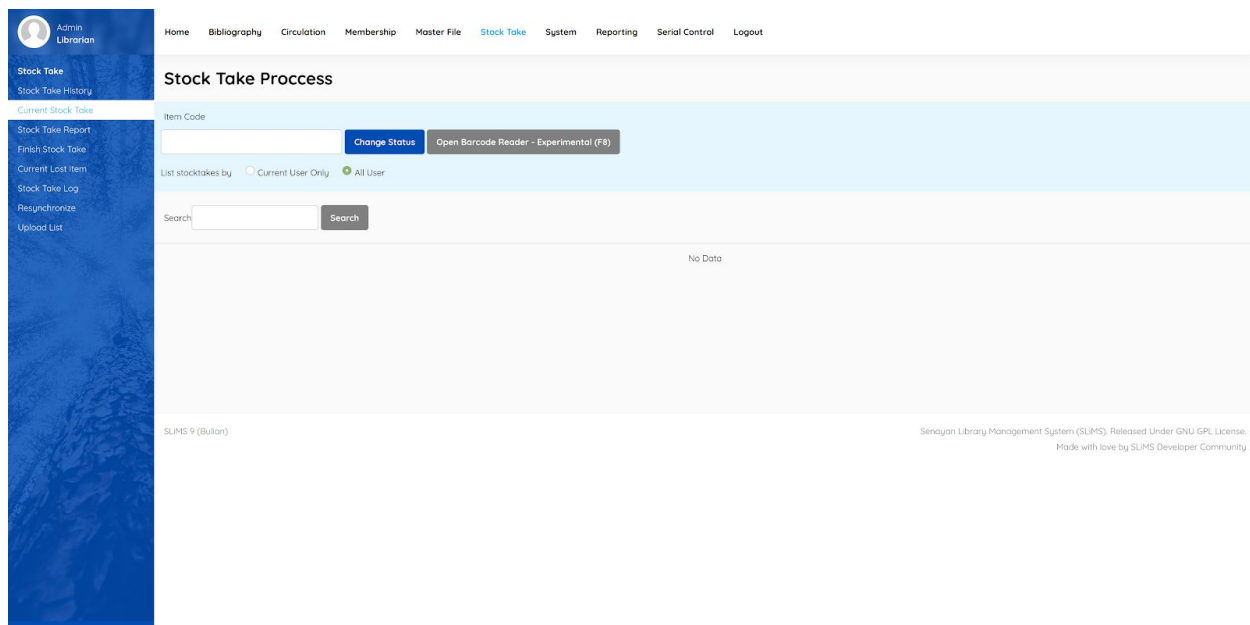 Admin
Librarian
Home Bibliography Circulation Membership Master File Stock Take System Reporting Serial Control Logout
Stock Take
Stock Take History
Current Stock Take
Stock Take Report
Finish Stock Take
Current Lost Item
Stock Take Log
Resynchronize
Upload List
Stock Take Proccess
Item Code
Change Status Open Barcode Reader - Experimental (F8)
List stocktakes by Current User Only All User
Search Search
No Data
SLiMS 9 (Bulian)
Senayan Library Management System (SLiMS). Released Under GNU GPL License.
Made with love by SLiMS Developer Community